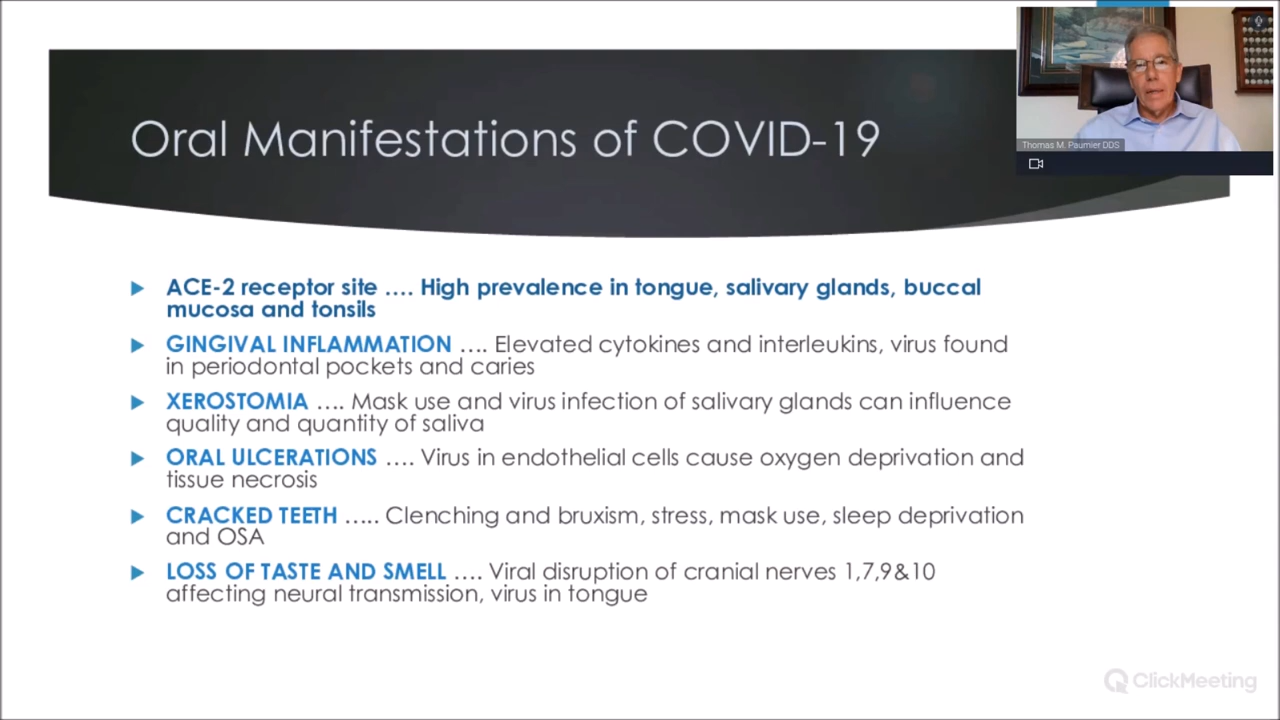 Oral Manifestations of COVID-19
Thomas M. Paumier DDS
ACE-2 receptor site .... High prevalence in tongue, salivary glands, buccal
mucosa and tonsils
GINGIVAL INFLAMMATION .... Elevated cytokines and interleukins, virus found
in periodontal pockets and caries
XEROSTOMIA .... Mask use and virus infection of salivary glands can influence
quality and quantity of saliva
ORAL ULCERATIONS .... Virus in endothelial cells cause oxygen deprivation and
tissue necrosis
CRACKED TEETH ..... Clenching and bruxism, stress, mask use, sleep deprivation
and OSA
LOSS OF TASTE AND SMELL .... Viral disruption of cranial nerves 1,7,9&10
affecting neural transmission, virus in tongue
ClickMeeting